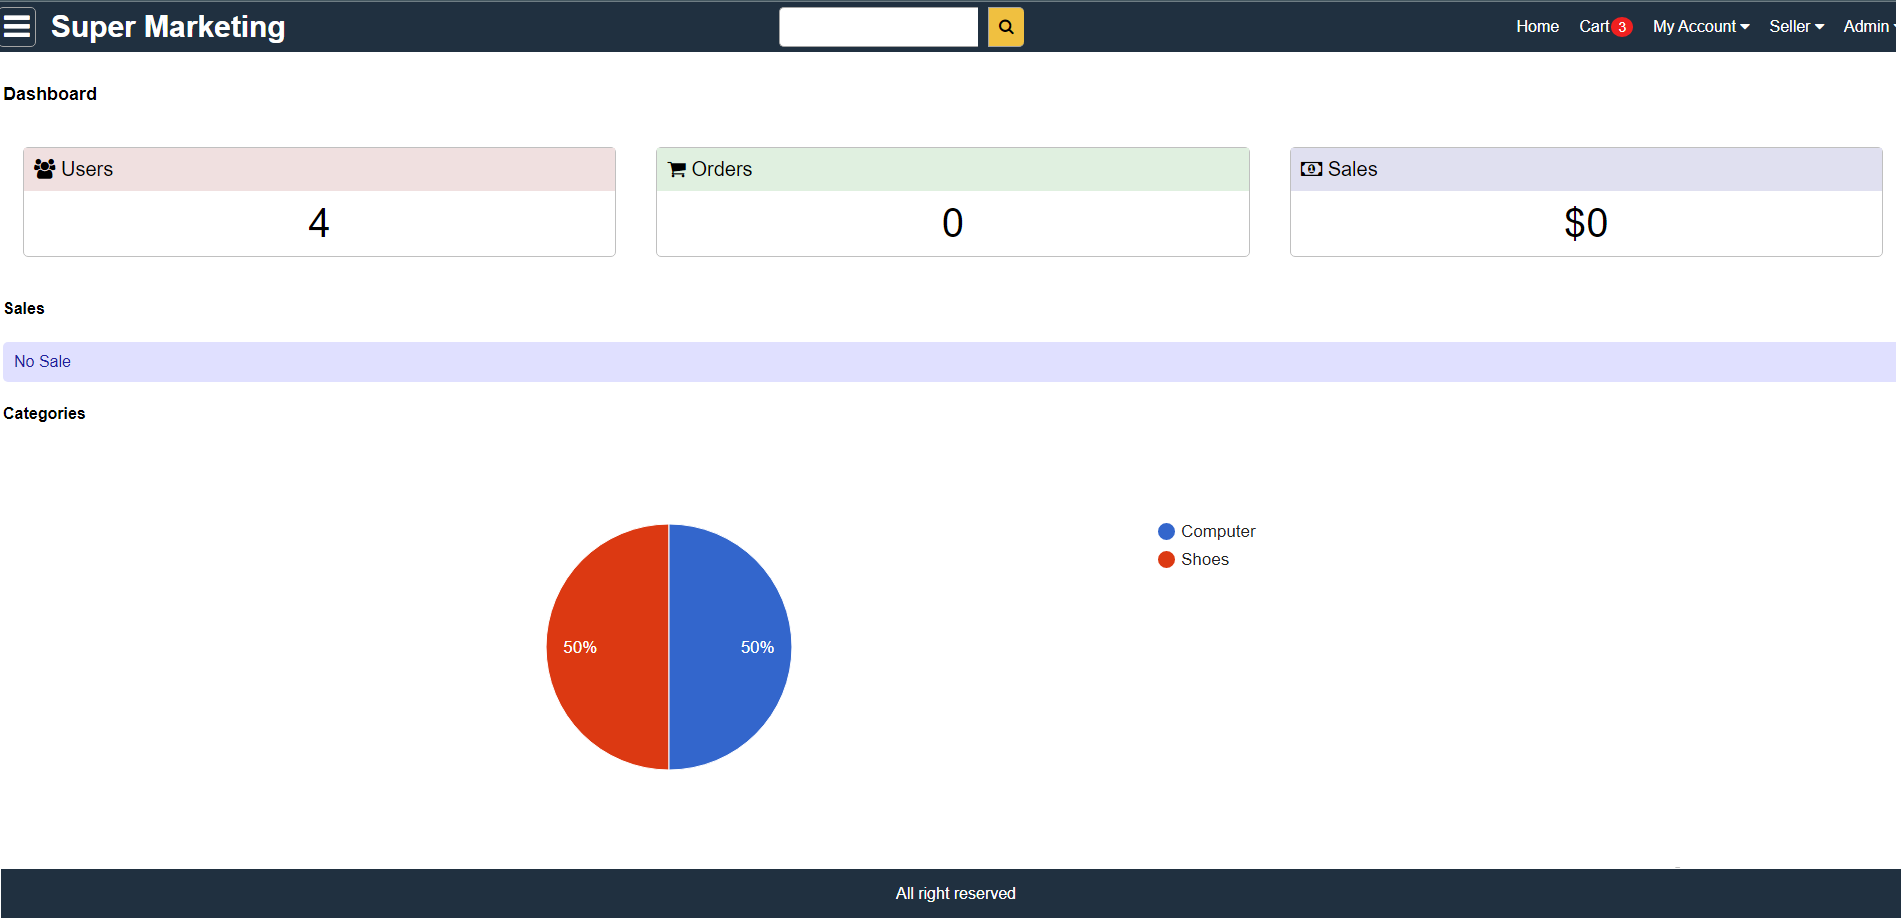 Super Marketing
Home Cart 3 My Account Seller Admin
Dashboard
Users
4
Orders
0
Sales
$0
Sales
No Sale
Categories
Computer
Shoes
50% 50%
All right reserved